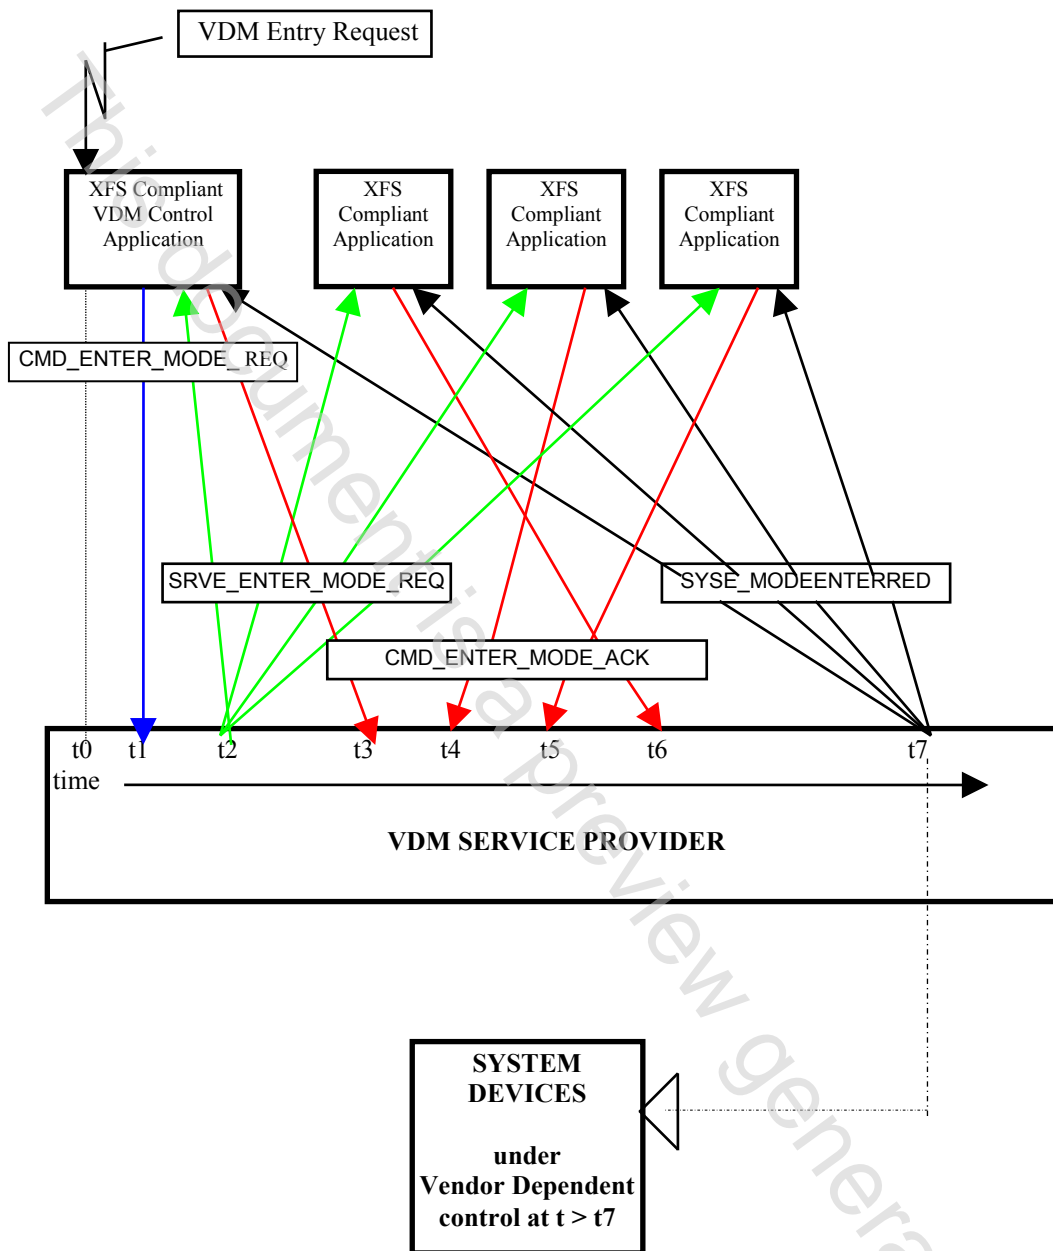 VDM Entry Request
XFS Compliant
VDM Control
Application
XFS
Compliant
Application
XFS
Compliant
Application
XFS
Compliant
Application
CMD_ENTER_MODE_ REQ
SRVE_ENTER_MODE_REQ
SYSE_MODEENTERRED
CMD_ENTER_MODE_ACK
t0 t1 t2 t3 t4 t5 t6 t7
time
VDM SERVICE PROVIDER
SYSTEM
DEVICES
under
Vendor Dependent
control at t > t7
This document is a preview genera